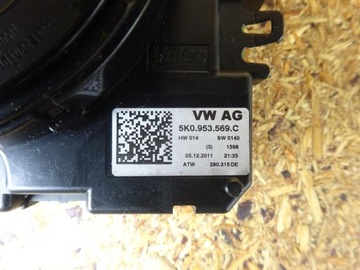 VW AG
5K0.953.569.C
HW 014 SW 0140
(3) 1598
05.12.2011 21:35
ATW 280.315 DE